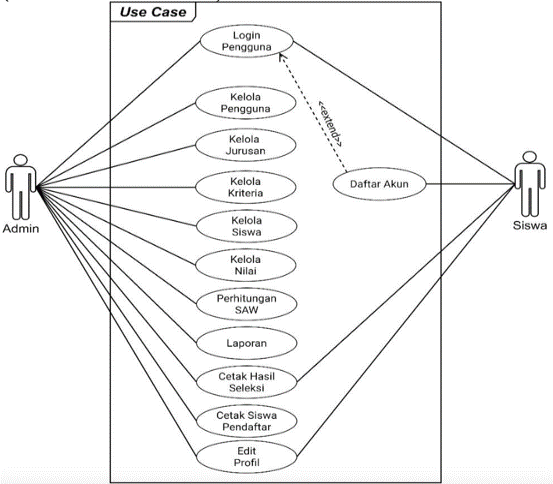 Use Case
Login
Pengguna
Kelola
Pengguna
<<extend>>
Kelola
Jurusan
Kelola
Kriteria
Daftar Akun
Admin
Siswa
Kelola
Siswa
Kelola
Nilai
Perhitungan
SAW
Laporan
Cetak Hasil
Seleksi
Cetak Siswa
Pendaftar
Edit
Profil